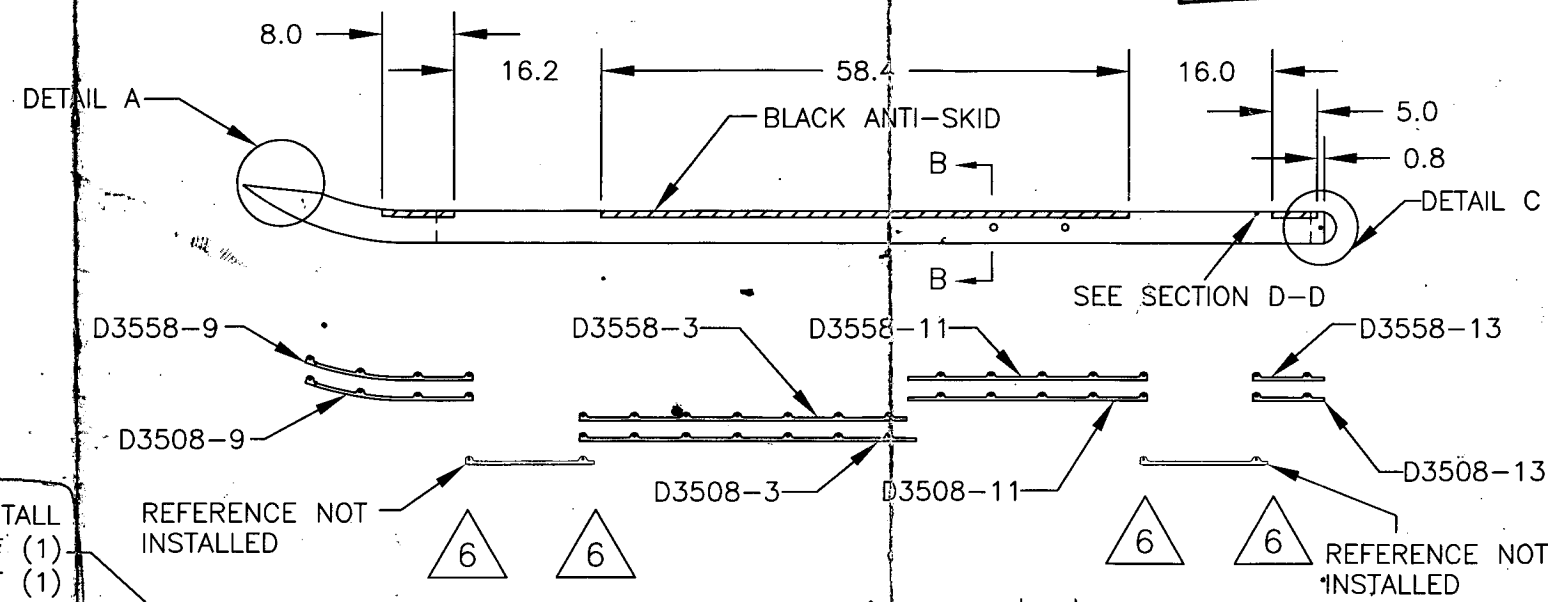 8.0
16.2
58.4
16.0
5.0
0.8
DETAIL A
BLACK ANTI-SKID
B
B
DETAIL C
SEE SECTION D-D
D3558-9
D3558-3
D3558-11
D3558-13
D3508-9
D3508-3
D3508-11
D3508-13
REFERENCE NOT
INSTALLED
6
6
6
6
REFERENCE NOT
INSTALLED
TALL
(1)
(1)